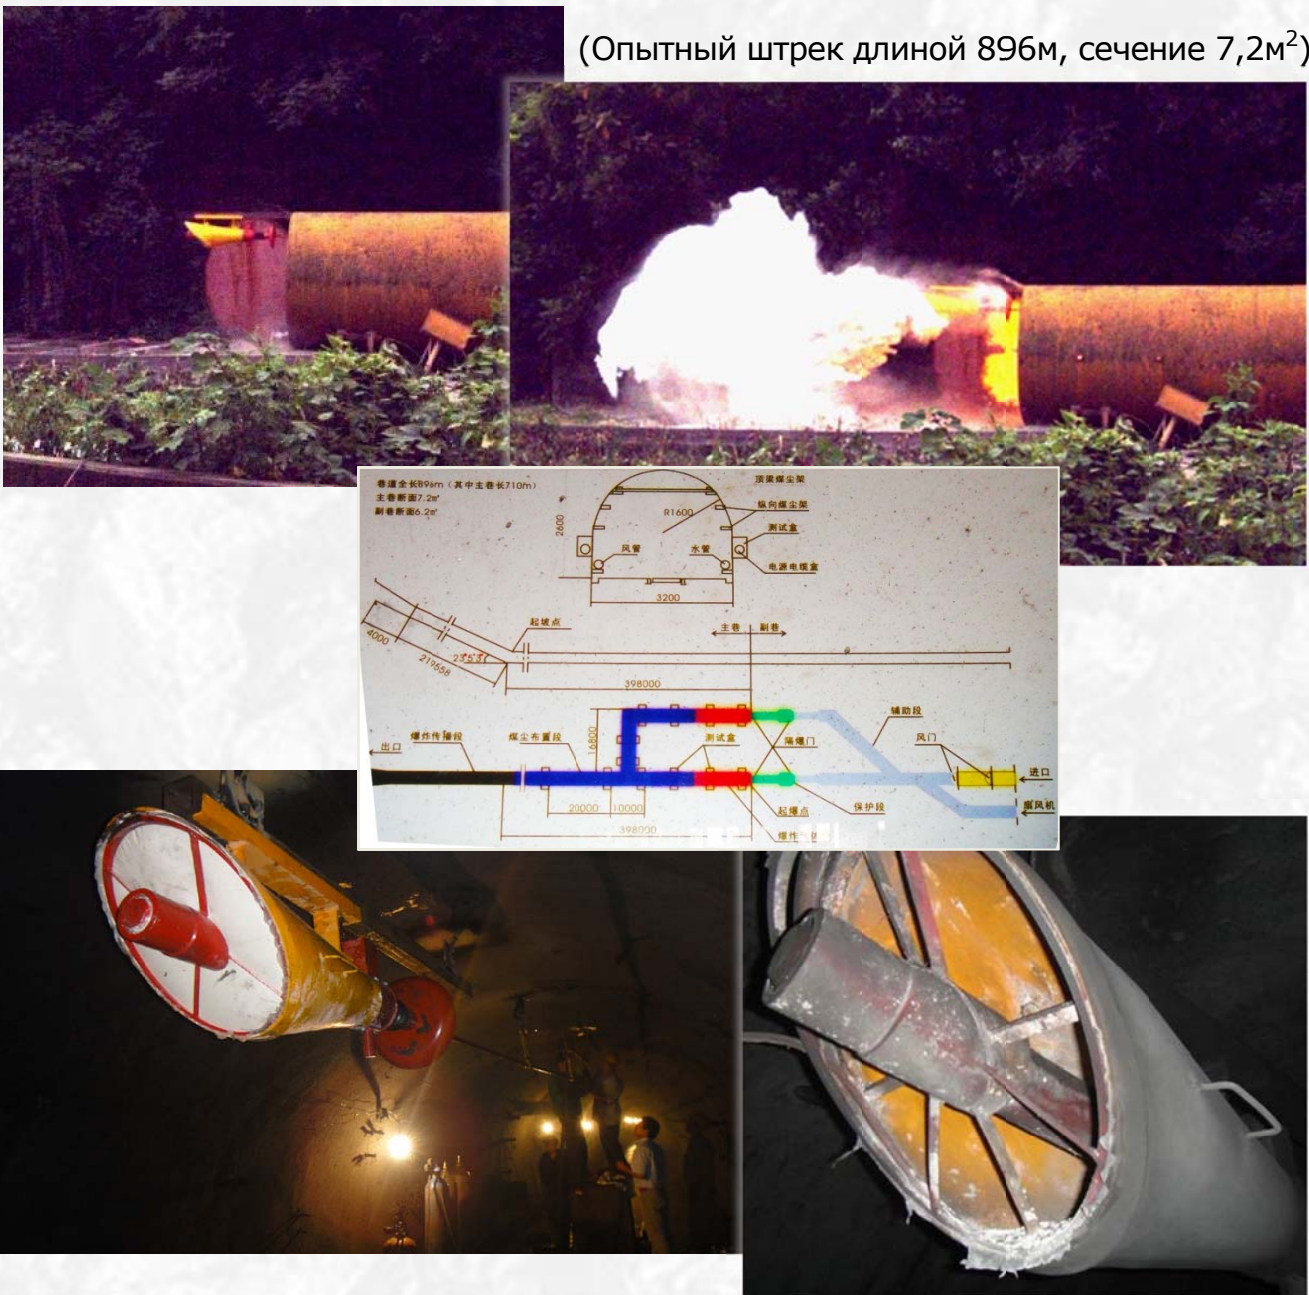 (Опытный штрек длиной 896м, сечение 7,2м²)
巷道全长896m（其中主巷长710m）
主巷断面7.2㎡
副巷断面6.2㎡
顶梁煤尘架
纵向煤尘架
测试盒
电源电缆盒
R1600
2600
风管
水管
3200
起坡点
主巷
副巷
4000
219558
398000
出口
爆炸传播段
煤尘布置段
16800
测试盒
隔爆门
辅助段
风门
进口
扇风机
20000
10000
起爆点
保护段
398000